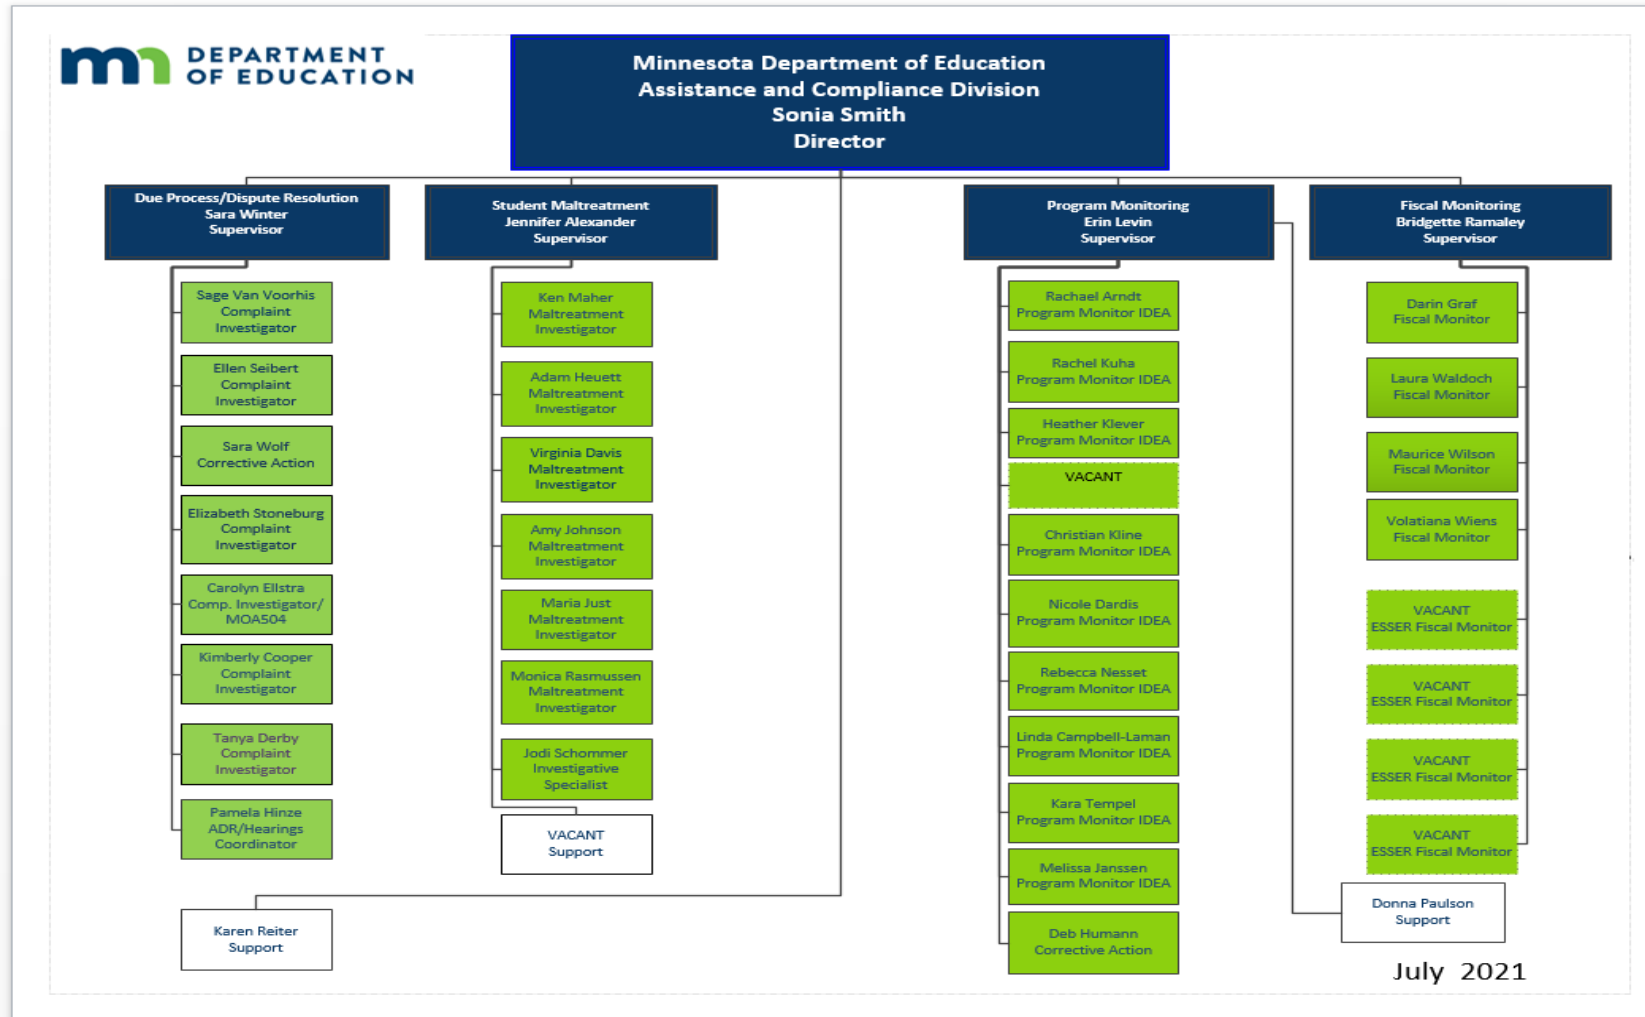 mn DEPARTMENT
OF EDUCATION
Minnesota Department of Education
Assistance and Compliance Division
Sonia Smith
Director
Due Process/Dispute Resolution
Sara Winter
Supervisor
Student Maltreatment
Jennifer Alexander
Supervisor
Program Monitoring
Erin Levin
Supervisor
Fiscal Monitoring
Bridgette Ramaley
Supervisor
Sage Van Voorhis
Complaint
Investigator
Ellen Seibert
Complaint
Investigator
Sara Wolf
Corrective Action
Elizabeth Stoneburg
Complaint
Investigator
Carolyn Ellstra
Comp. Investigator/
MOA504
Kimberly Cooper
Complaint
Investigator
Tanya Derby
Complaint
Investigator
Pamela Hinze
ADR/Hearings
Coordinator
Karen Reiter
Support
Ken Maher
Maltreatment
Investigator
Adam Heuett
Maltreatment
Investigator
Virginia Davis
Maltreatment
Investigator
Amy Johnson
Maltreatment
Investigator
Maria Just
Maltreatment
Investigator
Monica Rasmussen
Maltreatment
Investigator
Jodi Schommer
Investigative
Specialist
VACANT
Support
Rachael Arndt
Program Monitor IDEA
Rachel Kuha
Program Monitor IDEA
Heather Klever
Program Monitor IDEA
VACANT
Christian Kline
Program Monitor IDEA
Nicole Dardis
Program Monitor IDEA
Rebecca Nesset
Program Monitor IDEA
Linda Campbell-Laman
Program Monitor IDEA
Kara Tempel
Program Monitor IDEA
Melissa Janssen
Program Monitor IDEA
Deb Humann
Corrective Action
Darin Graf
Fiscal Monitor
Laura Waldoch
Fiscal Monitor
Maurice Wilson
Fiscal Monitor
Volatiana Wiens
Fiscal Monitor
VACANT
ESSER Fiscal Monitor
VACANT
ESSER Fiscal Monitor
VACANT
ESSER Fiscal Monitor
VACANT
ESSER Fiscal Monitor
Donna Paulson
Support
July 2021